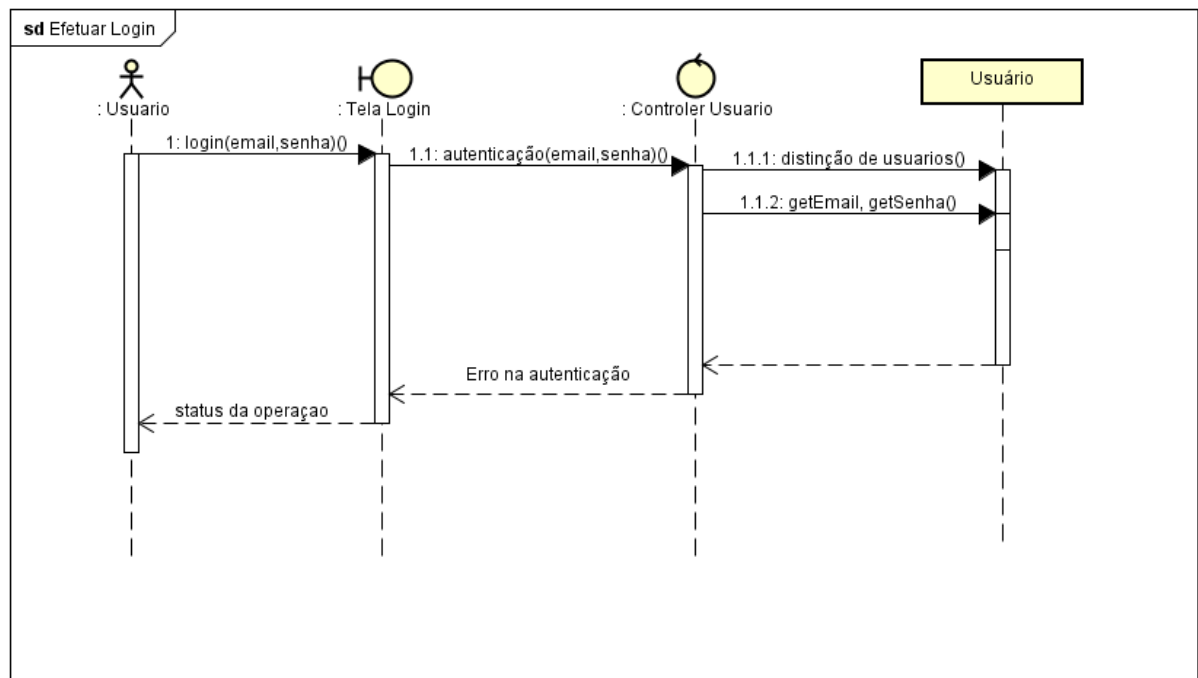 sd Efetuar Login
: Usuario
: Tela Login
: Controler Usuario
Usuário
1: login(email,senha)()
1.1: autenticação(email,senha)()
1.1.1: distinção de usuarios()
1.1.2: getEmail, getSenha()
Erro na autenticação
status da operaçao